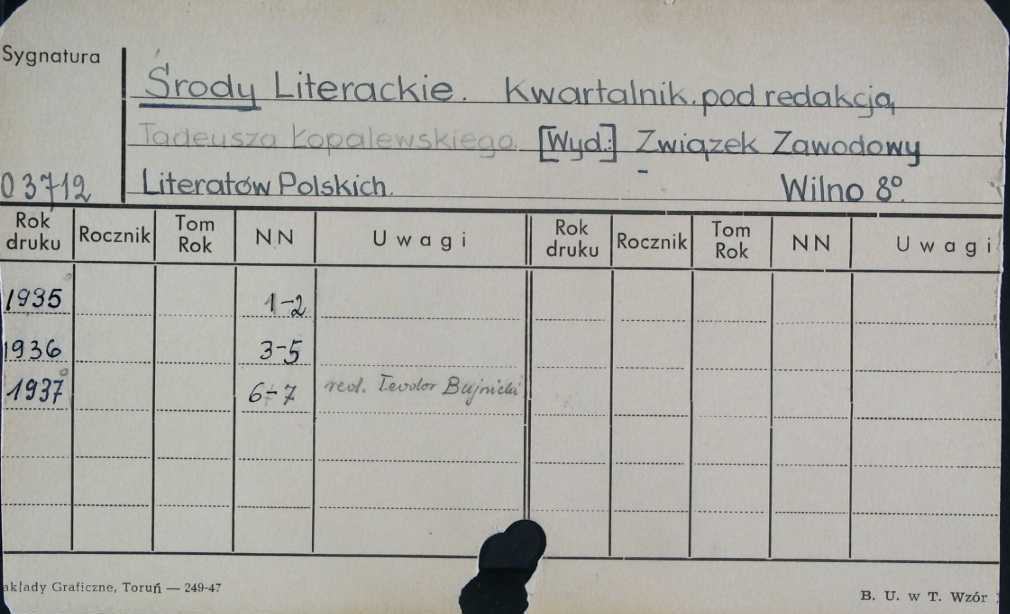 Sygnatura
Środy Literackie. Kwartalnik. pod redakcją
Tadeusza Łopalewskiego. [Wyd.:] Związek Zawodowy
03712 Literatów Polskich. Wilno 8º.
Rok druku Rocznik Tom Rok NN Uwagi Rok druku Rocznik Tom Rok NN Uwagi
1935 1-2
1936 3-5
1937 6-7 red. Teodor Bujnicki
akłady Graficzne, Toruń — 249-47
B. U. w T. Wzór